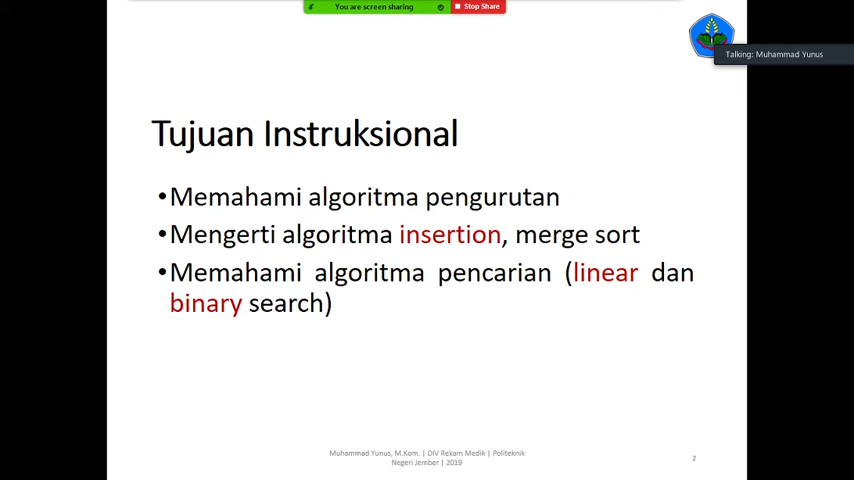 You are screen sharing
Stop Share
Talking: Muhammad Yunus
Tujuan Instruksional
•Memahami algoritma pengurutan
•Mengerti algoritma insertion, merge sort
•Memahami algoritma pencarian (linear dan
binary search)
Muhammad Yunus, M.Kom. | DIV Rekam Medik | Politeknik
Negeri Jember | 2019
2